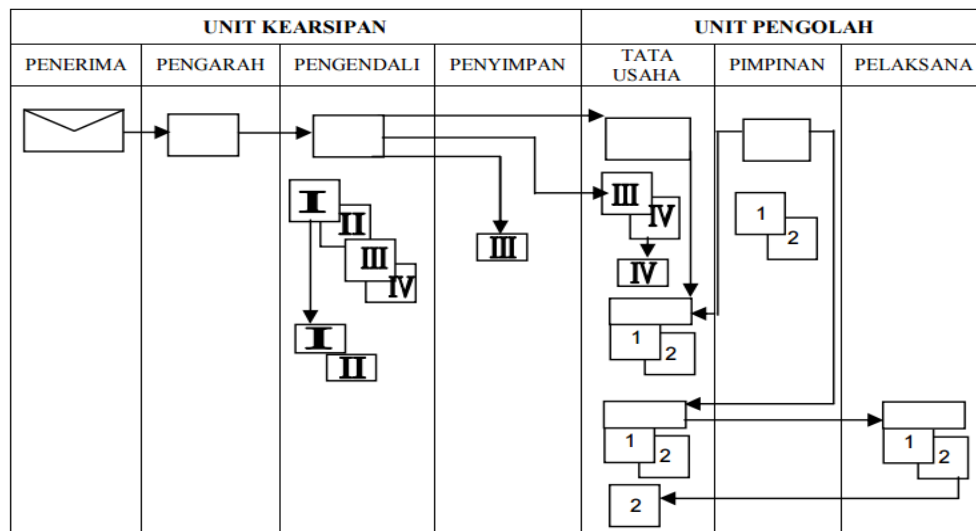 UNIT KEARSIPAN
UNIT PENGOLAH
PENERIMA
PENGARAH
PENGENDALI
PENYIMPAN
TATA
USAHA
PIMPINAN
PELAKSANA
I
II
III
IV
I
II
III
III
IV
IV
1
2
1
2
1
2
1
2
2